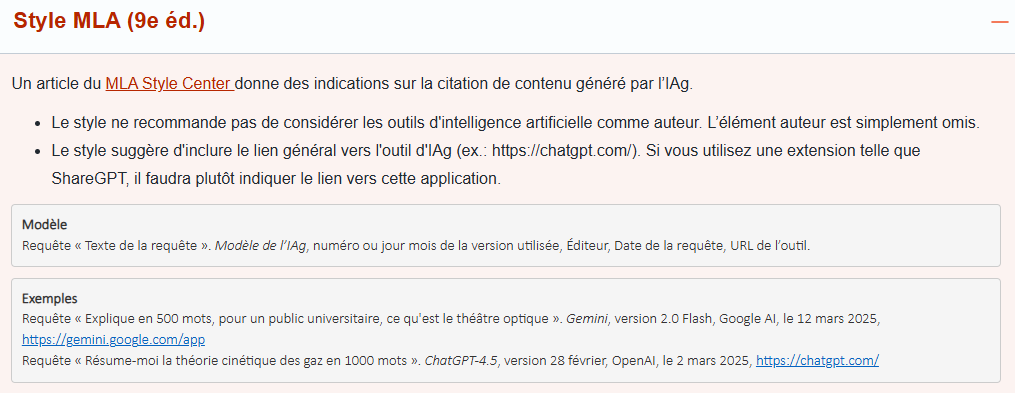 Style MLA (9e éd.)
Un article du MLA Style Center donne des indications sur la citation de contenu généré par l’IAg.
• Le style ne recommande pas de considérer les outils d'intelligence artificielle comme auteur. L’élément auteur est simplement omis.
• Le style suggère d'inclure le lien général vers l'outil d'IAg (ex.: https://chatgpt.com/). Si vous utilisez une extension telle que
ShareGPT, il faudra plutôt indiquer le lien vers cette application.
Modèle
Requête « Texte de la requête ». Modèle de l’IAg, numéro ou jour mois de la version utilisée, Éditeur, Date de la requête, URL de l’outil.
Exemples
Requête « Explique en 500 mots, pour un public universitaire, ce qu'est le théâtre optique ». Gemini, version 2.0 Flash, Google AI, le 12 mars 2025,
https://gemini.google.com/app
Requête « Résume-moi la théorie cinétique des gaz en 1000 mots ». ChatGPT-4.5, version 28 février, OpenAI, le 2 mars 2025, https://chatgpt.com/